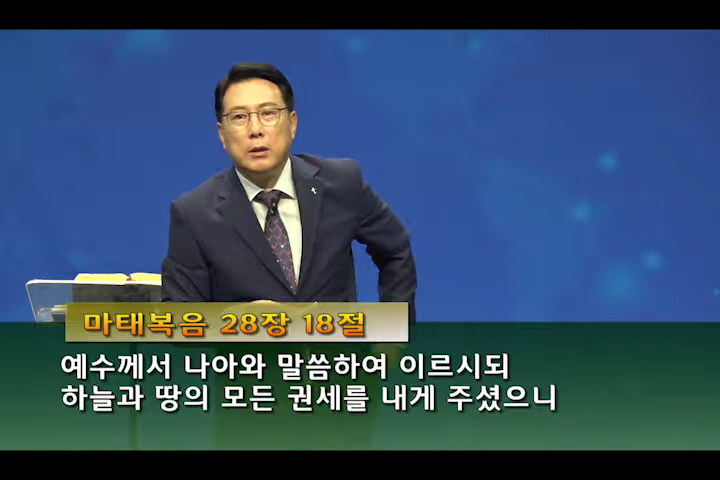 마태복음 28장 18절
예수께서 나아와 말씀하여 이르시되
하늘과 땅의 모든 권세를 내게 주셨으니